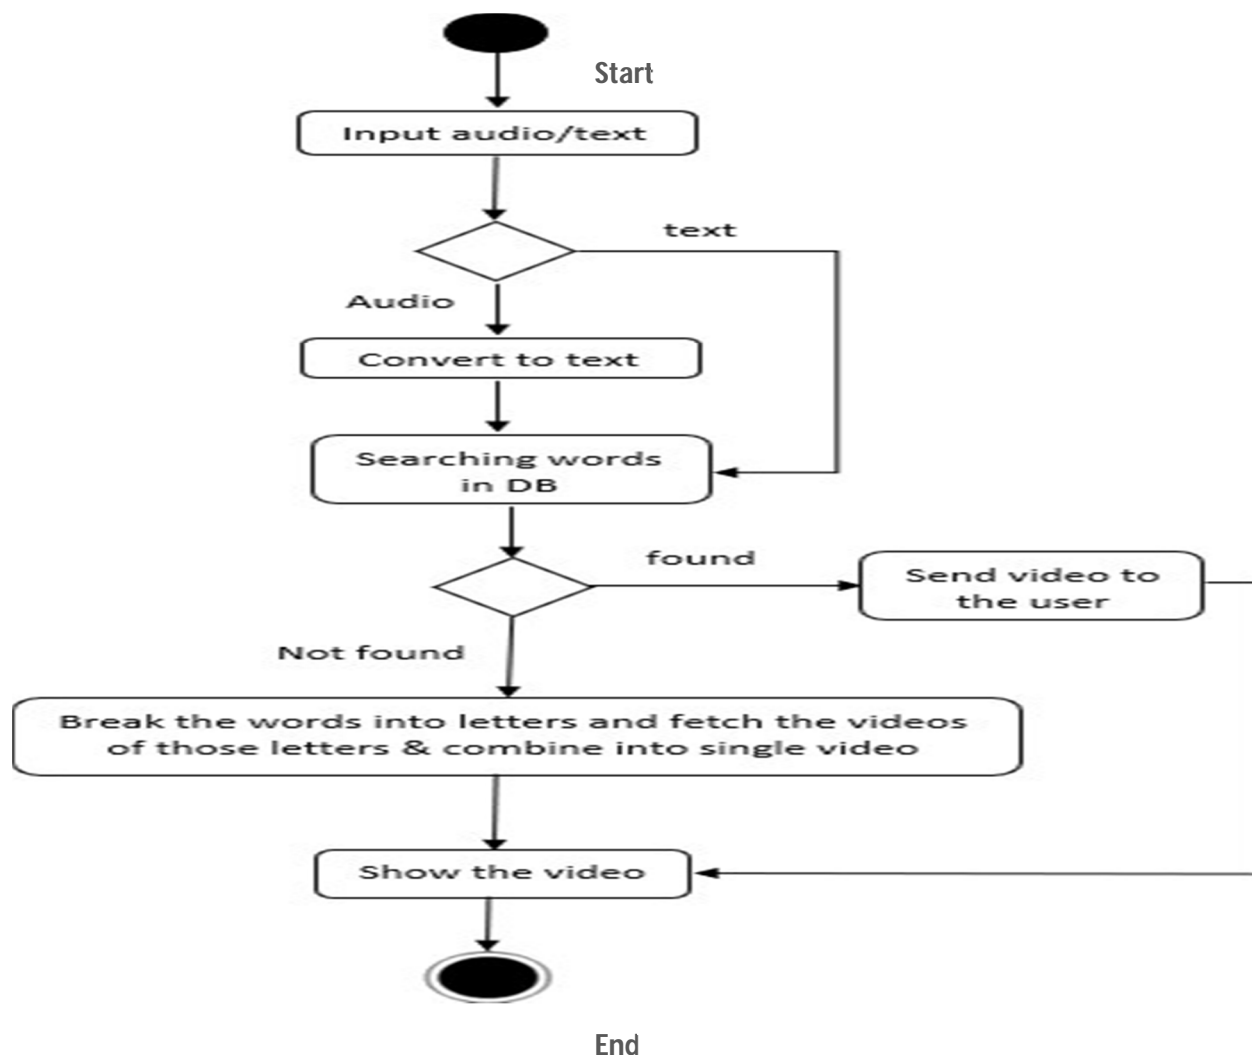 Start
Input audio/text
text
Audio
Convert to text
Searching words
in DB
found
Send video to
the user
Not found
Break the words into letters and fetch the videos
of those letters & combine into single video
Show the video
End